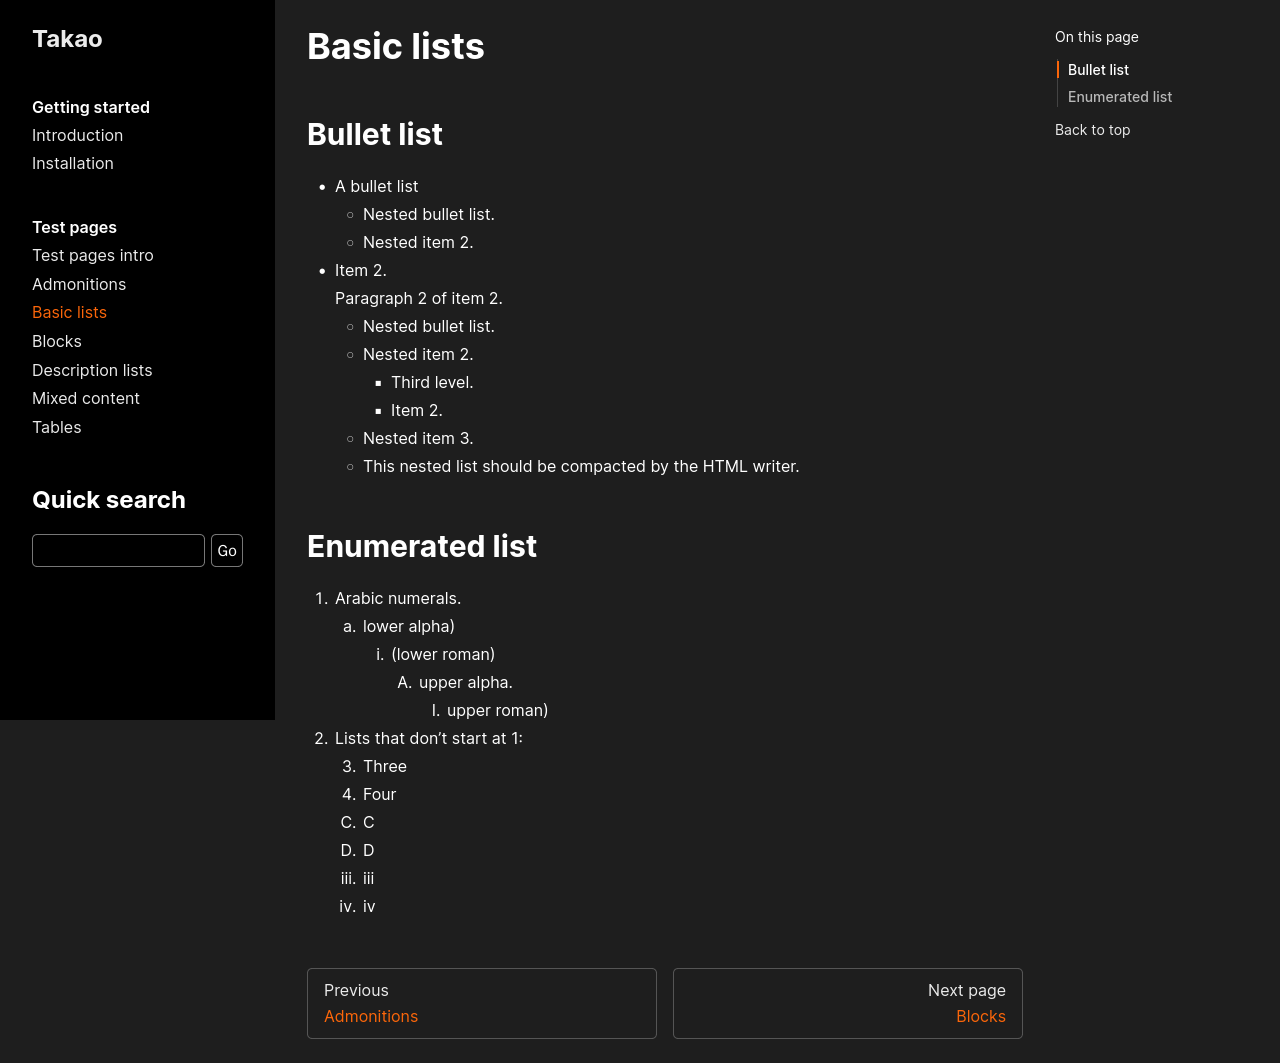 Takao
Getting started
Introduction
Installation
Test pages
Test pages intro
Admonitions
Basic lists
Blocks
Description lists
Mixed content
Tables
Quick search
Go
Basic lists
Bullet list
• A bullet list
◦ Nested bullet list.
◦ Nested item 2.
• Item 2.
Paragraph 2 of item 2.
◦ Nested bullet list.
◦ Nested item 2.
▪ Third level.
▪ Item 2.
◦ Nested item 3.
◦ This nested list should be compacted by the HTML writer.
Enumerated list
1. Arabic numerals.
a. lower alpha)
i. (lower roman)
A. upper alpha.
I. upper roman)
2. Lists that don’t start at 1:
3. Three
4. Four
C. C
D. D
iii. iii
iv. iv
Previous
Admonitions
Next page
Blocks
On this page
Bullet list
Enumerated list
Back to top